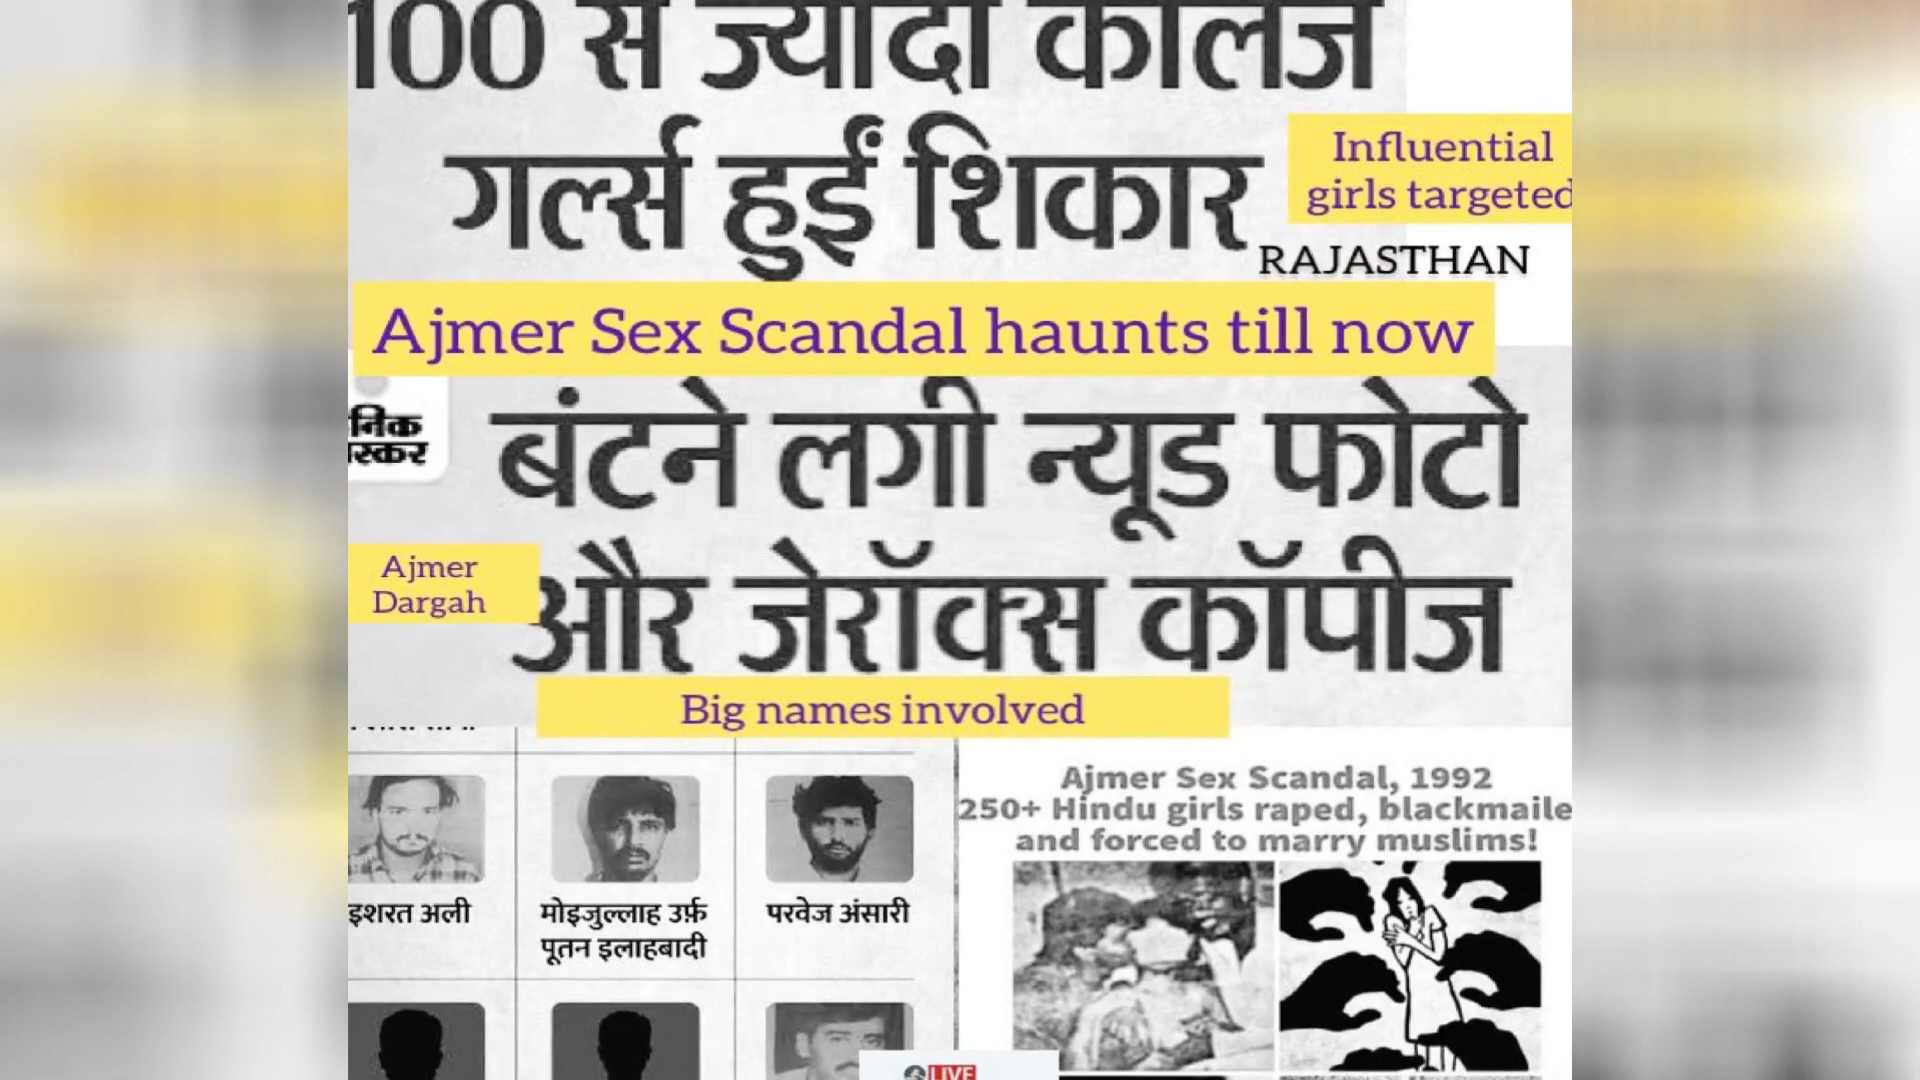 100 से ज्यादा कॉलेज
गर्ल्स हुईं शिकार
Influential
girls targeted
RAJASTHAN
Ajmer Sex Scandal haunts till now
निक
स्कर
बंटने लगी न्यूड फोटो
और जेरॉक्स कॉपीज
Ajmer
Dargah
Big names involved
इशरत अली
मोइजुल्लाह उर्फ़
पूतन इलाहबादी
परवेज अंसारी
Ajmer Sex Scandal, 1992
250+ Hindu girls raped, blackmaile
and forced to marry muslims!
LIVE